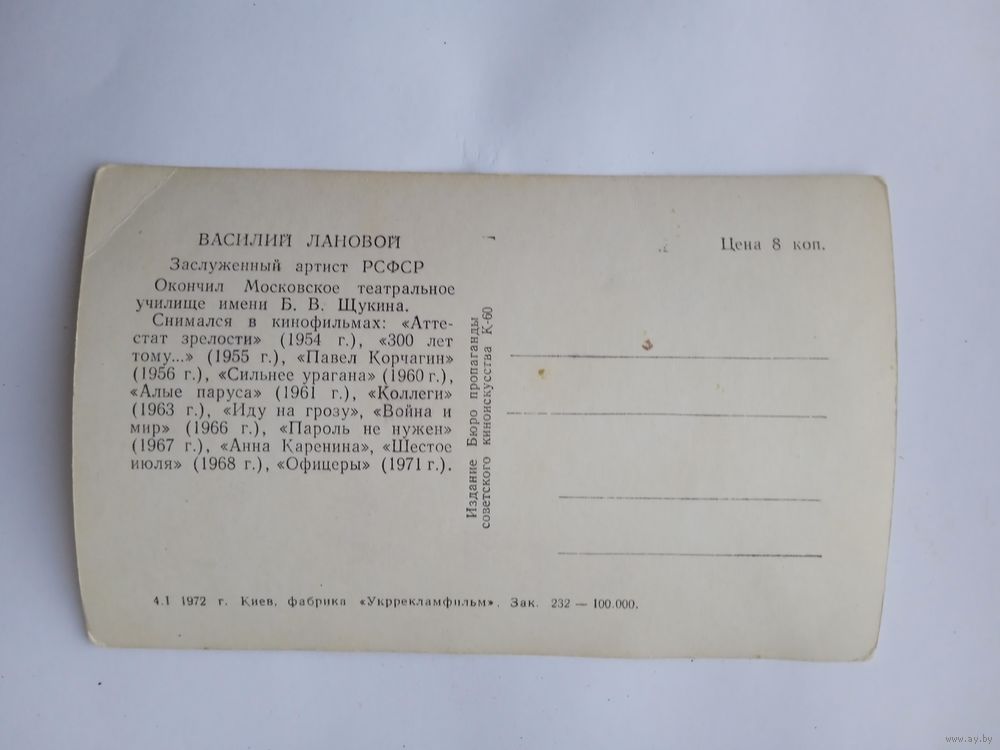 ВАСИЛИЙ ЛАНОВОЙ
Заслуженный артист РСФСР
Окончил Московское театральное
училище имени Б. В. Щукина.
Снимался в кинофильмах: «Атте-
стат зрелости» (1954 г.), «300 лет
тому...» (1955 г.), «Павел Корчагин»
(1956 г.), «Сильнее урагана» (1960 г.),
«Алые паруса» (1961 г.), «Коллеги»
(1963 г.), «Иду на грозу», «Война и
мир» (1966 г.), «Пароль не нужен»
(1967 г.), «Анна Каренина», «Шестое
июля» (1968 г.), «Офицеры» (1971 г.).
Издание Бюро пропаганды
советского киноискусства К-60
Цена 8 коп.
4.1 1972 г. Киев, фабрика «Укррекламфильм». Зак. 232 — 100.000.
www.ay.by